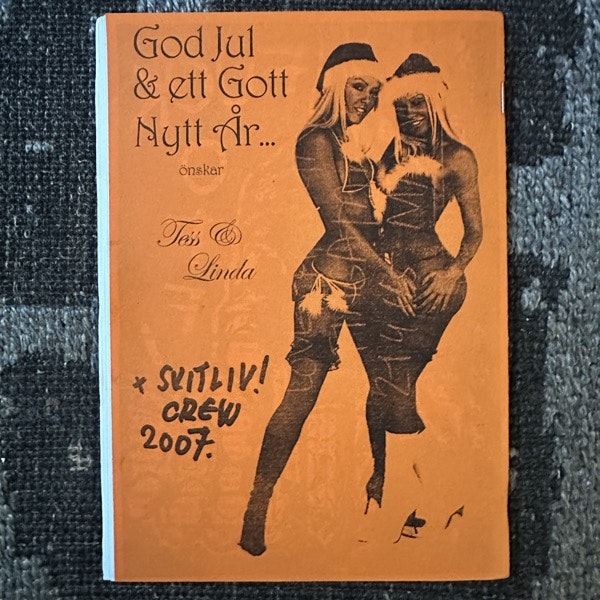 God Jul
& ett Gott
Nytt År...
önskar
Tess &
Linda
+ SKITLIV!
CREW
2007.